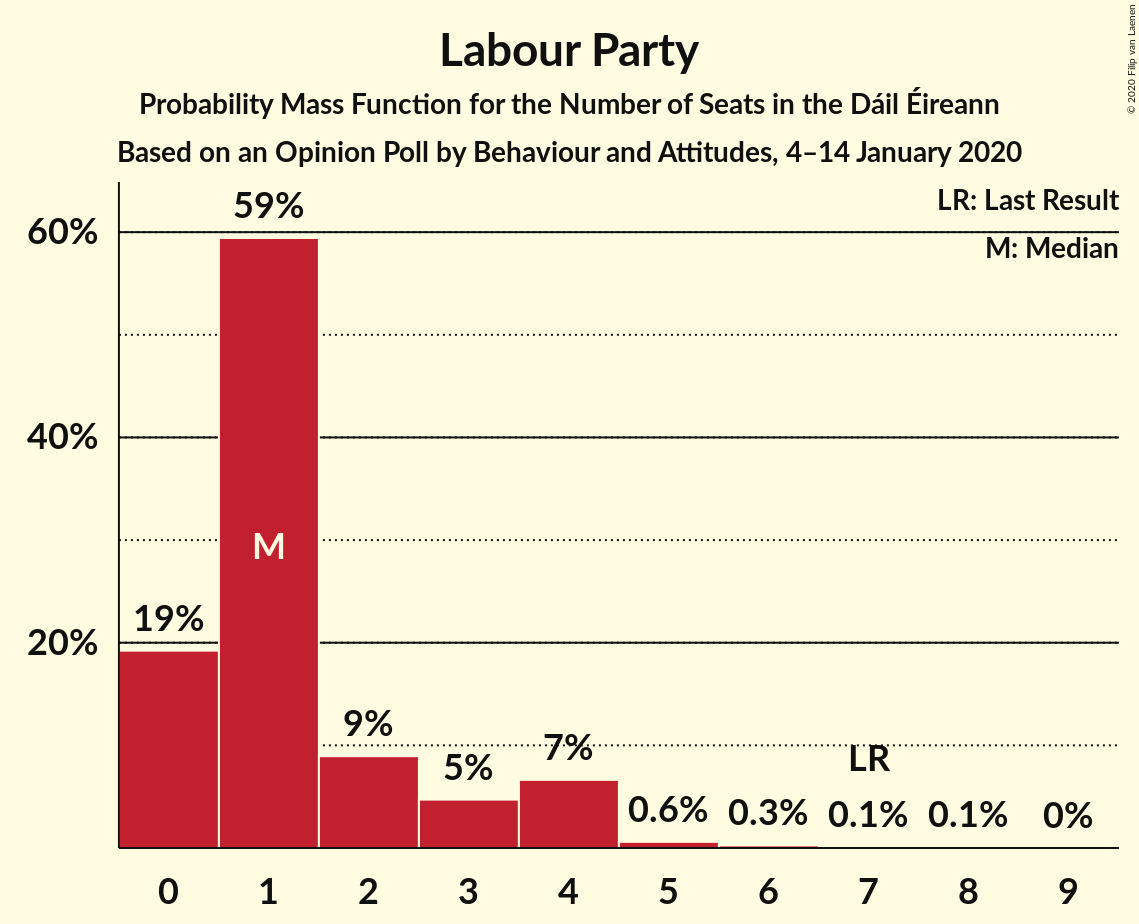 Labour Party
Probability Mass Function for the Number of Seats in the Dáil Éireann
Based on an Opinion Poll by Behaviour and Attitudes, 4–14 January 2020
© 2020 Filip van Laenen
LR: Last Result
M: Median
60%
40%
20%
59%
M
19%
9%
5%
7%
0.6%
0.3%
LR
0.1%
0.1%
0%
0 1 2 3 4 5 6 7 8 9